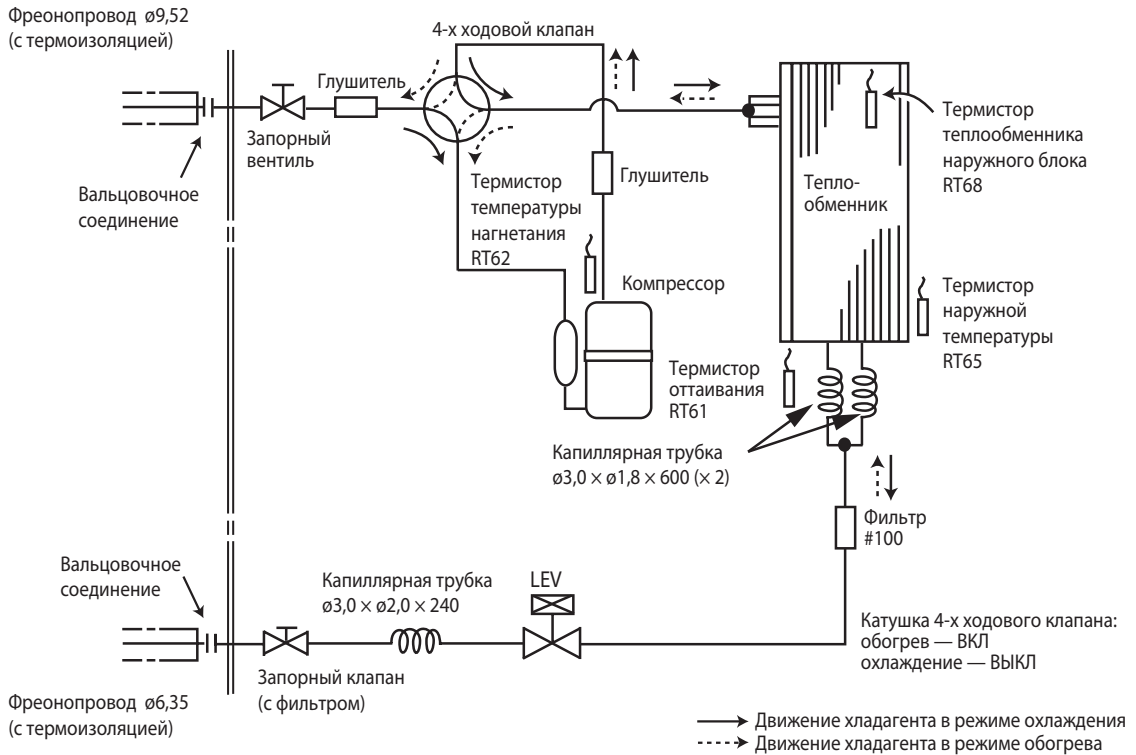 Фреонопровод ø9,52
(с термоизоляцией)
4-х ходовой клапан
Глушитель
Запорный
вентиль
Вальцовочное
соединение
Термистор
температуры
нагнетания
RT62
Глушитель
Компрессор
Тепло-
обменник
Термистор
теплообменника
наружного блока
RT68
Термистор
наружной
температуры
RT65
Термистор
оттаивания
RT61
Капиллярная трубка
ø3,0 × ø1,8 × 600 (× 2)
Фильтр
#100
Вальцовочное
соединение
Капиллярная трубка
ø3,0 × ø2,0 × 240
LEV
Запорный клапан
(с фильтром)
Фреонопровод ø6,35
(с термоизоляцией)
Катушка 4-х ходового клапана:
обогрев — ВКЛ
охлаждение — ВЫКЛ
Движение хладагента в режиме охлаждения
Движение хладагента в режиме обогрева